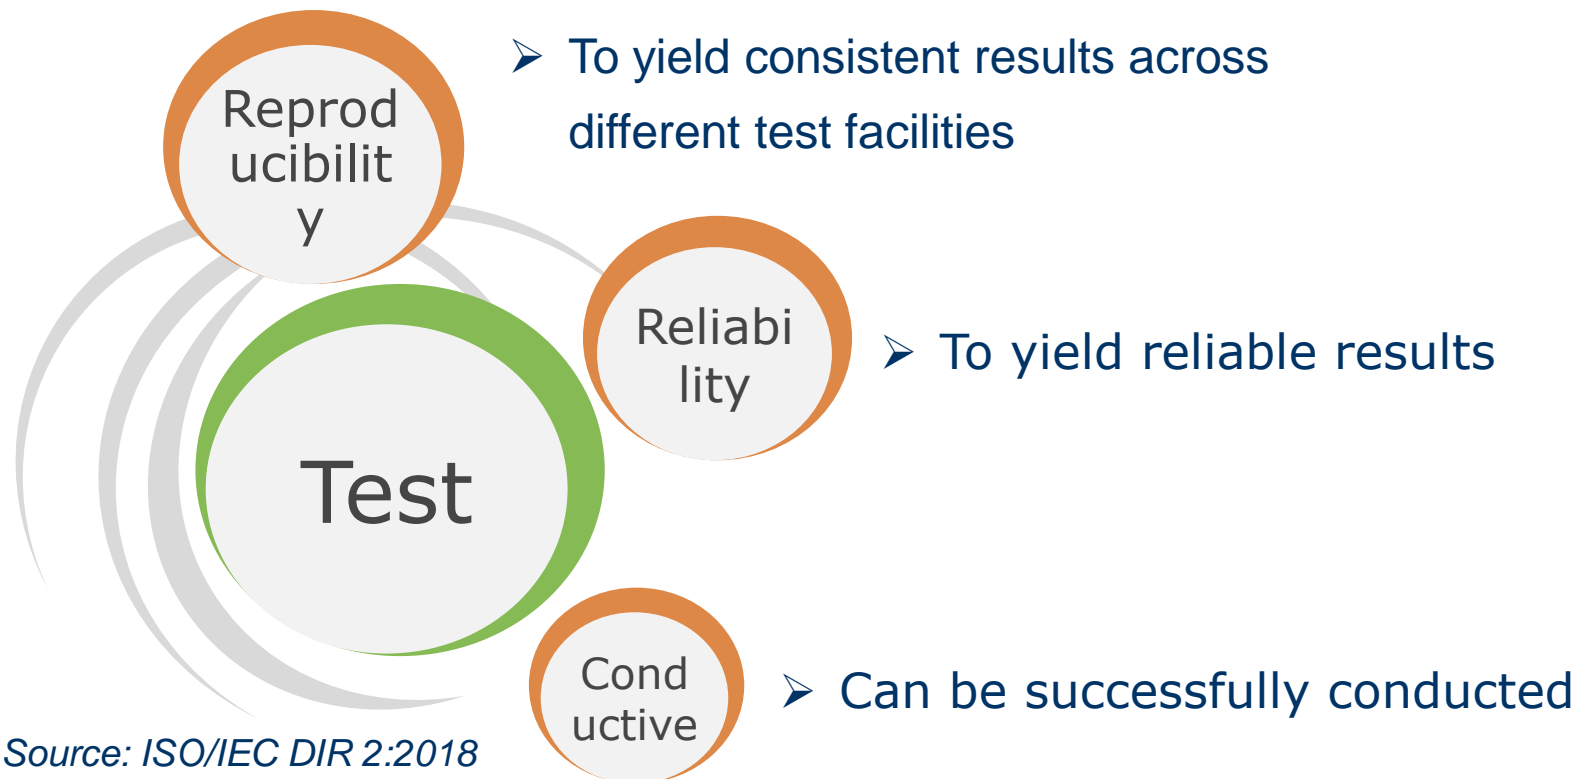 Reprod
ucibilit
y
➢ To yield consistent results across
different test facilities
Reliabi
lity
➢ To yield reliable results
Test
Cond
uctive
➢ Can be successfully conducted
Source: ISO/IEC DIR 2:2018